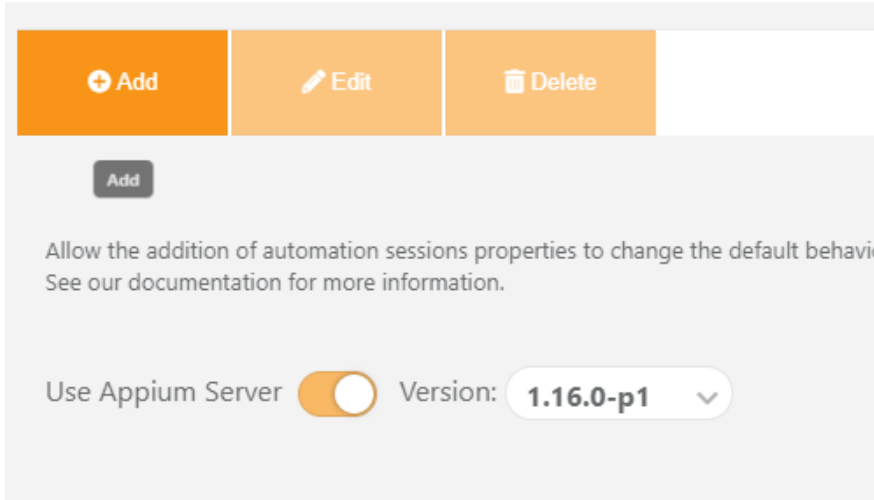 Add Edit Delete
Add
Allow the addition of automation sessions properties to change the default
See our documentation for more information.
Use Appium Server Version: 1.16.0-p1